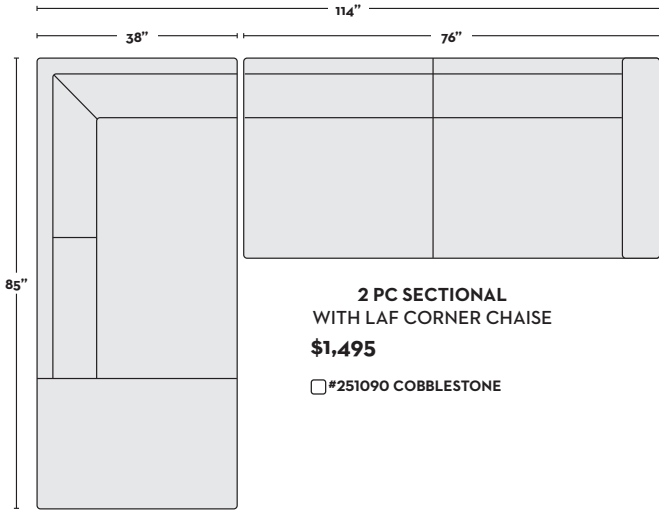 114”
38”
76”
85”
2 PC SECTIONAL
WITH LAF CORNER CHAISE
$1,495
#251090 COBBLESTONE